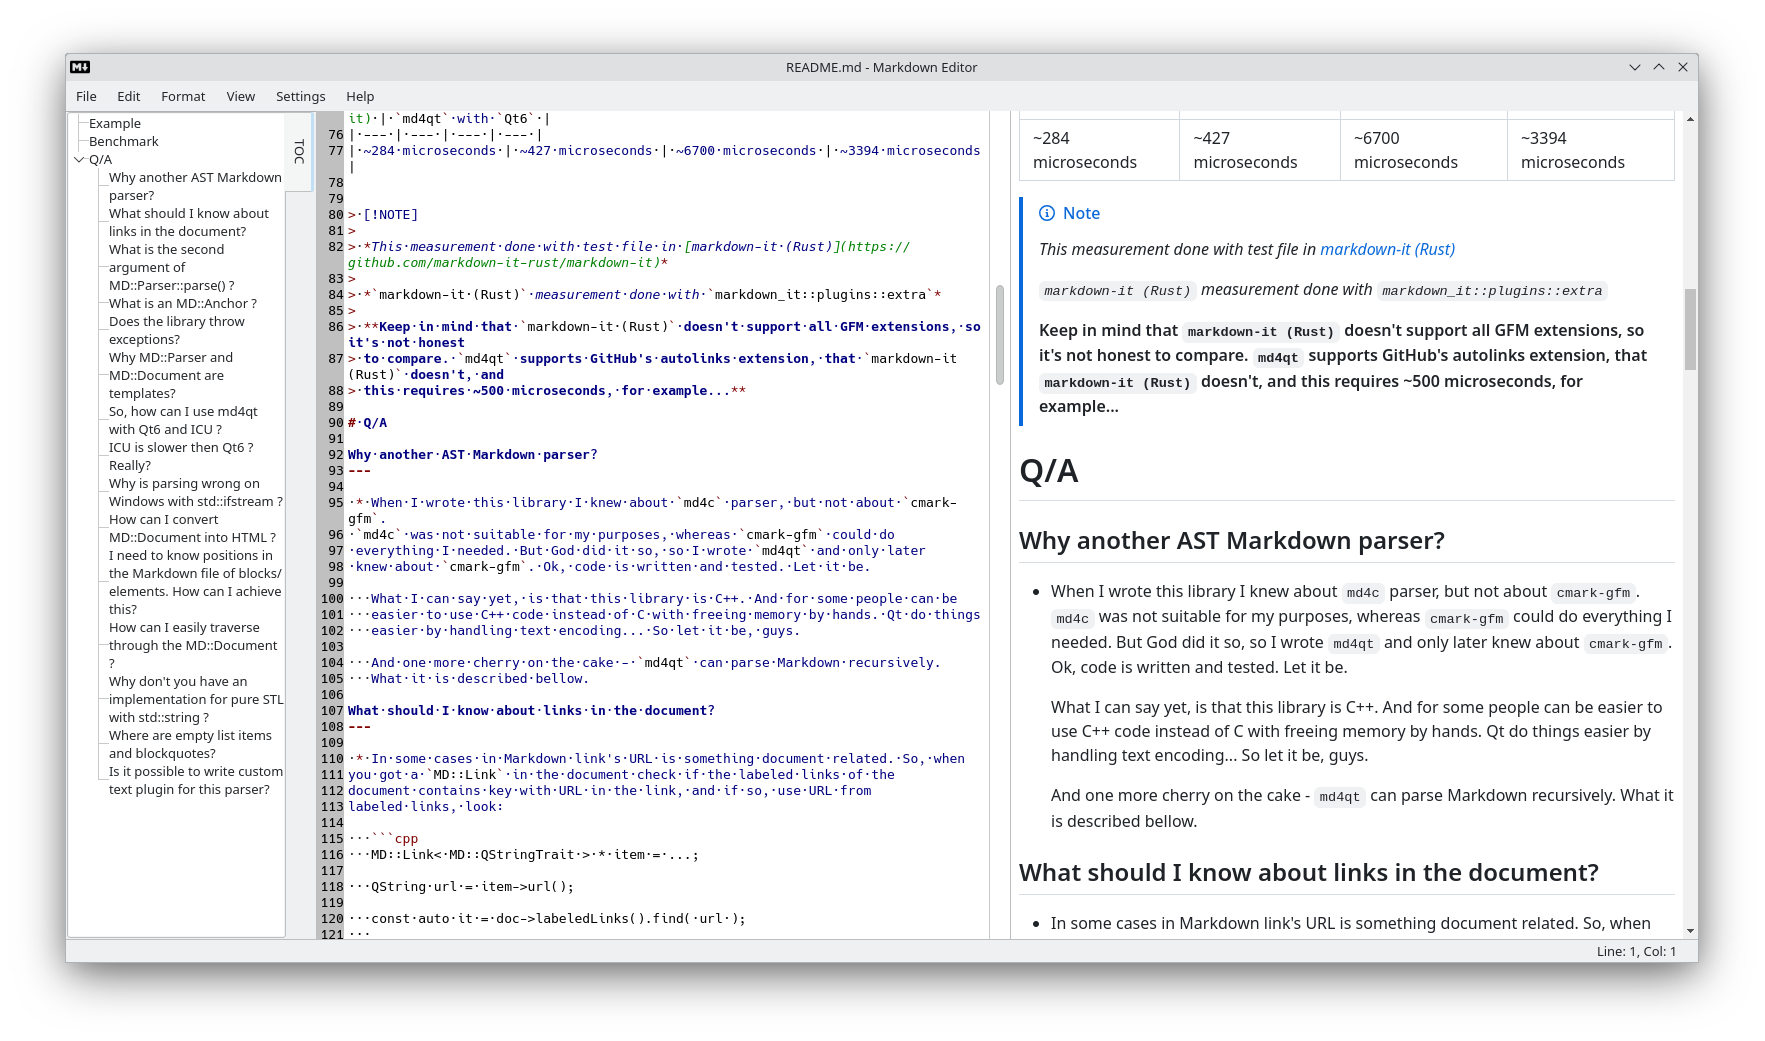 README.md - Markdown Editor
File Edit Format View Settings Help
Example
Benchmark
Q/A
Why another AST Markdown
parser?
What should I know about
links in the document?
What is the second
argument of
MD::Parser::parse() ?
What is an MD::Anchor ?
Does the library throw
exceptions?
Why MD::Parser and
MD::Document are
templates?
So, how can I use md4qt
with Qt6 and ICU ?
ICU is slower then Qt6 ?
Really?
Why is parsing wrong on
Windows with std::ifstream ?
How can I convert
MD::Document into HTML ?
I need to know positions in
the Markdown file of blocks/
elements. How can I achieve
this?
How can I easily traverse
through the MD::Document
?
Why don't you have an
implementation for pure STL
with std::string ?
Where are empty list items
and blockquotes?
Is it possible to write custom
text plugin for this parser?
TOC
it)·|·`md4qt`·with·`Qt6`·|
76 |·---·|·---·|·---·|·---·|
77 |·~284·microseconds·|·~427·microseconds·|·~6700·microseconds·|·~3394·microseconds
|
78
79
80 >·[!NOTE]
81 >
82 >·*This·measurement·done·with·test·file·in·[markdown-it·(Rust)](https://
github.com/markdown-it-rust/markdown-it)*
83 >
84 >·*`markdown-it·(Rust)`·measurement·done·with·`markdown_it::plugins::extra`*
85 >
86 >·**Keep·in·mind·that·`markdown-it·(Rust)`·doesn't·support·all·GFM·extensions,·so
it's·not·honest
87 >·to·compare.·`md4qt`·supports·GitHub's·autolinks·extension,·that·`markdown-it
(Rust)`·doesn't,·and
88 >·this·requires·~500·microseconds,·for·example...**
89
90 #·Q/A
91
92 Why·another·AST·Markdown·parser?
93 ---
94
95 ·*·When·I·wrote·this·library·I·knew·about·`md4c`·parser,·but·not·about·`cmark-
gfm`.
96 ·`md4c`·was·not·suitable·for·my·purposes,·whereas·`cmark-gfm`·could·do
97 ·everything·I·needed.·But·God·did·it·so,·so·I·wrote·`md4qt`·and·only·later
98 ·knew·about·`cmark-gfm`.·Ok,·code·is·written·and·tested.·Let·it·be.
99
100 ···What·I·can·say·yet,·is·that·this·library·is·C++.·And·for·some·people·can·be
101 ···easier·to·use·C++·code·instead·of·C·with·freeing·memory·by·hands.·Qt·do·things
102 ···easier·by·handling·text·encoding...·So·let·it·be,·guys.
103
104 ···And·one·more·cherry·on·the·cake·-·`md4qt`·can·parse·Markdown·recursively.
105 ···What·it·is·described·bellow.
106
107 What·should·I·know·about·links·in·the·document?
108 ---
109
110 ·*·In·some·cases·in·Markdown·link's·URL·is·something·document·related.·So,·when
111 you·got·a·`MD::Link`·in·the·document·check·if·the·labeled·links·of·the
112 document·contains·key·with·URL·in·the·link,·and·if·so,·use·URL·from
113 labeled·links,·look:
114
115 ···```cpp
116 ···MD::Link<·MD::QStringTrait·>·*·item·=·...;
117
118 ···QString·url·=·item->url();
119
120 ···const·auto·it·=·doc->labeledLinks().find(·url·);
121 ···
~284 microseconds
~427 microseconds
~6700 microseconds
~3394 microseconds
Note
This measurement done with test file in markdown-it (Rust)
markdown-it (Rust) measurement done with markdown_it::plugins::extra
Keep in mind that markdown-it (Rust) doesn't support all GFM extensions, so
it's not honest to compare. md4qt supports GitHub's autolinks extension, that
markdown-it (Rust) doesn't, and this requires ~500 microseconds, for
example...
Q/A
Why another AST Markdown parser?
• When I wrote this library I knew about md4c parser, but not about cmark-gfm.
md4c was not suitable for my purposes, whereas cmark-gfm could do everything I
needed. But God did it so, so I wrote md4qt and only later knew about cmark-gfm.
Ok, code is written and tested. Let it be.
What I can say yet, is that this library is C++. And for some people can be easier to
use C++ code instead of C with freeing memory by hands. Qt do things easier by
handling text encoding... So let it be, guys.
And one more cherry on the cake - md4qt can parse Markdown recursively. What it
is described bellow.
What should I know about links in the document?
• In some cases in Markdown link's URL is something document related. So, when
Line: 1, Col: 1